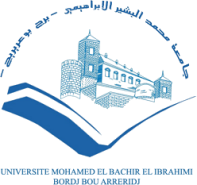 جامعة محمد البشير الإبراهيمي - برج بوعريريج -
UNIVERSITE MOHAMED EL BACHIR EL IBRAHIMI
BORDJ BOU ARRERIDJ